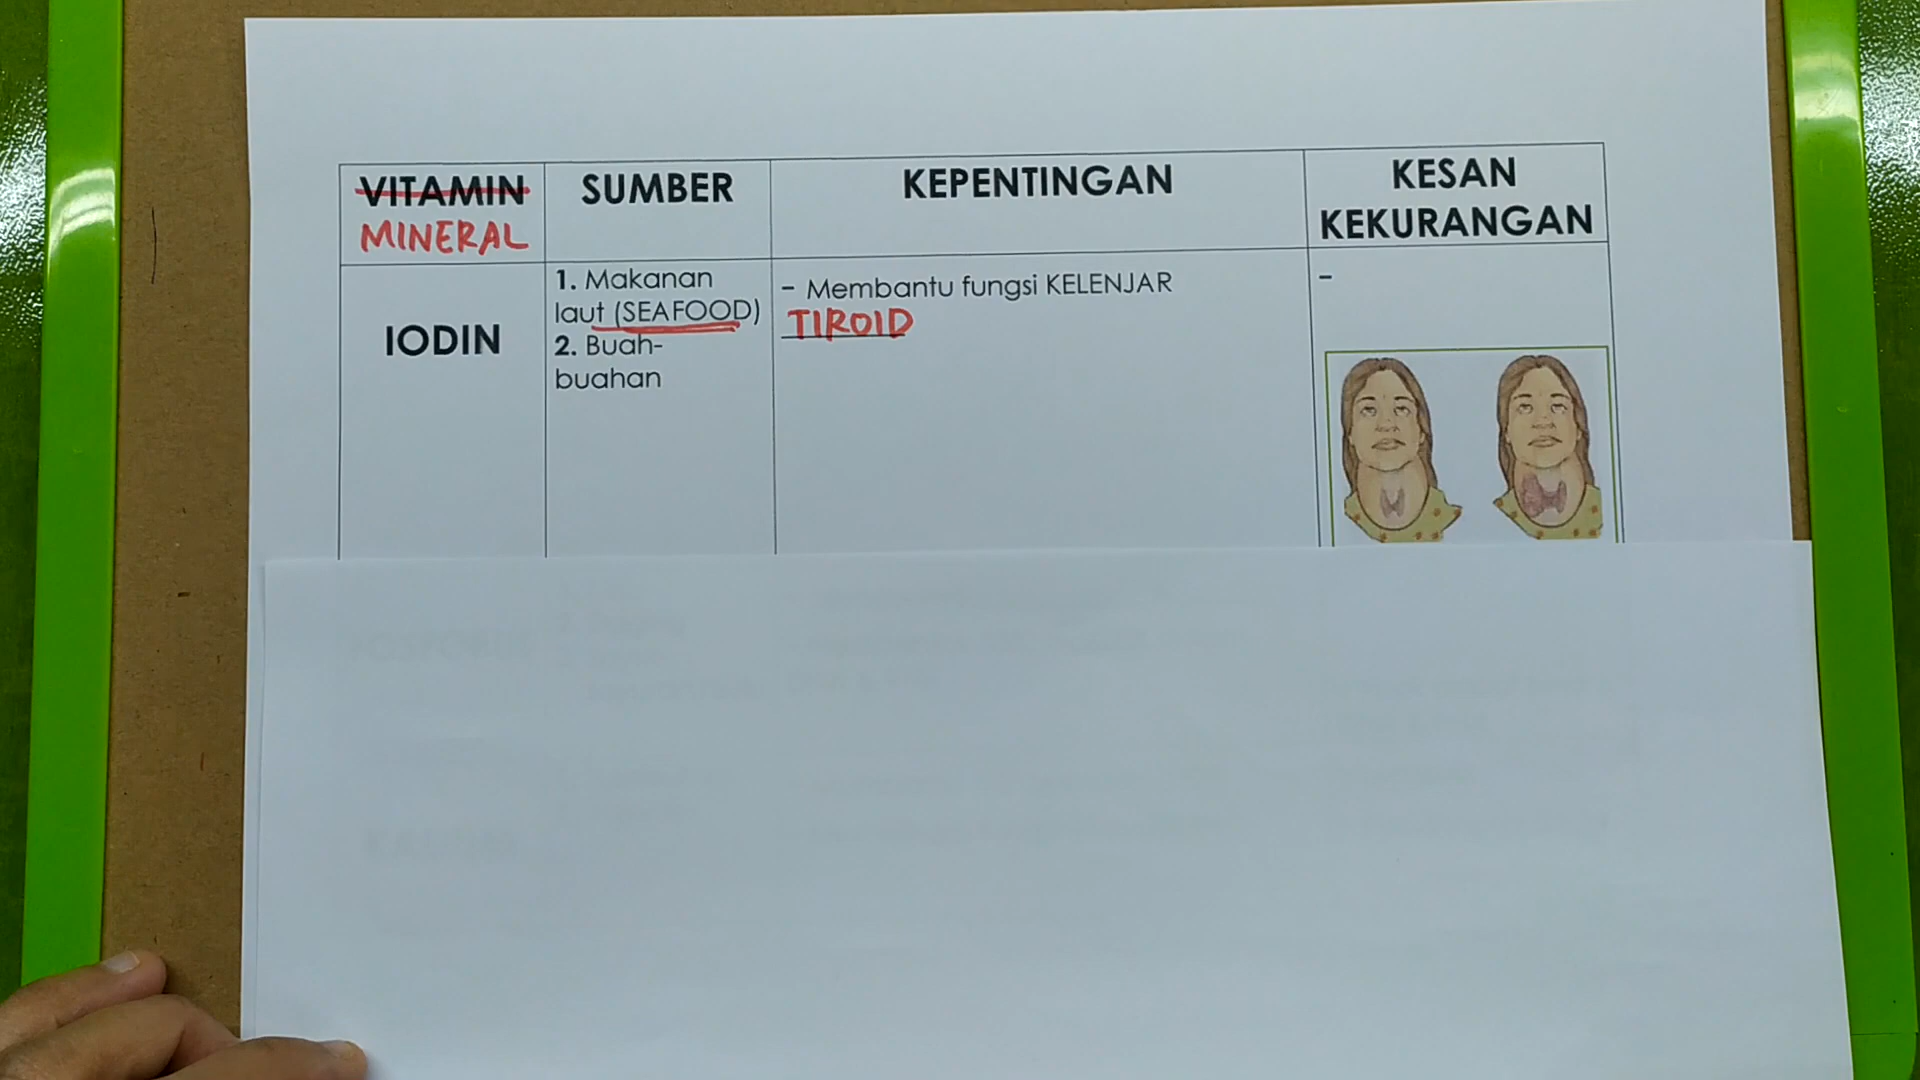 VITAMIN
MINERAL
SUMBER
KEPENTINGAN
KESAN
KEKURANGAN
IODIN
1. Makanan
laut (SEAFOOD)
2. Buah-
buahan
- Membantu fungsi KELENJAR
TIROID
-